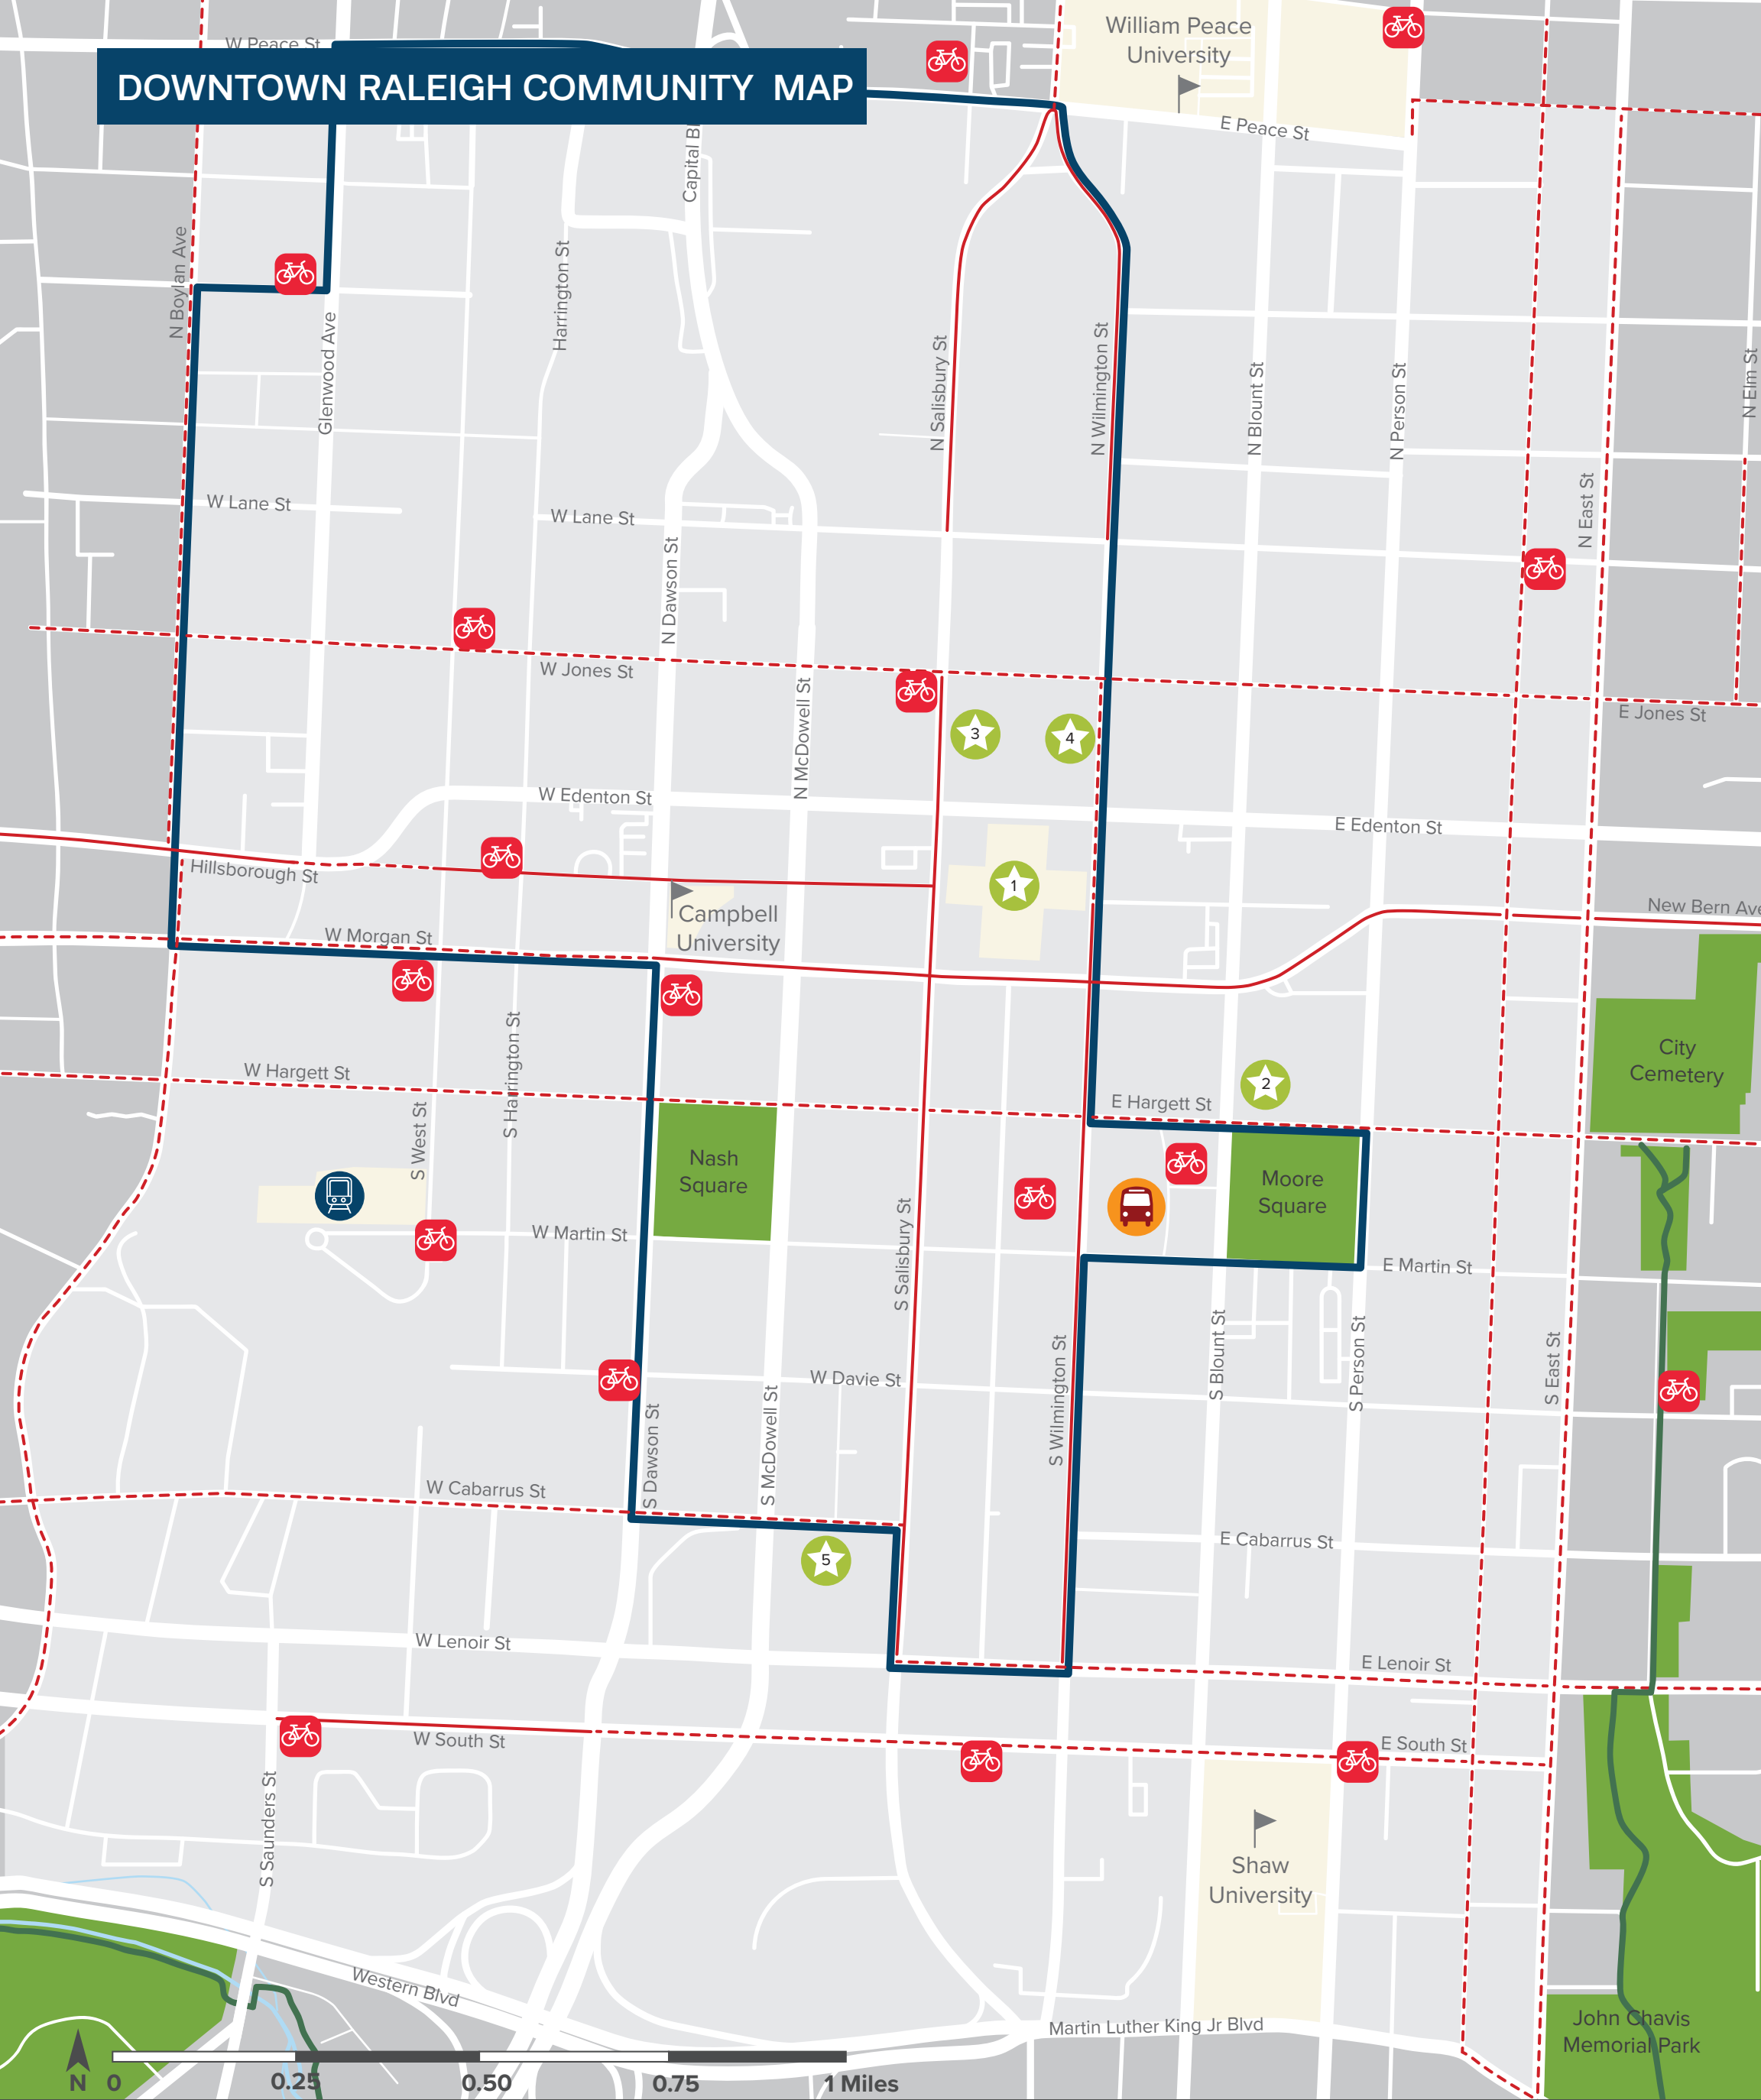 W Peace St
DOWNTOWN RALEIGH COMMUNITY MAP
William Peace
University
E Peace St
Capital Bl
N Boylan Ave
Harrington St
Glenwood Ave
N Salisbury St
N Wilmington St
N Blount St
N Person St
N Elm St
N East St
W Lane St
W Lane St
N Dawson St
W Jones St
N McDowell St
E Jones St
3
4
W Edenton St
E Edenton St
Hillsborough St
1
Campbell
University
New Bern Ave
W Morgan St
City
Cemetery
W Hargett St
S Harrington St
S West St
2
E Hargett St
Nash
Square
Moore
Square
W Martin St
E Martin St
S Salisbury St
S Wilmington St
S Blount St
S Person St
S East St
W Davie St
S Dawson St
S McDowell St
W Cabarrus St
E Cabarrus St
5
W Lenoir St
E Lenoir St
W South St
E South St
S Saunders St
Shaw
University
Western Blvd
Martin Luther King Jr Blvd
John Chavis
Memorial Park
N 0 0.25 0.50 0.75 1 Miles